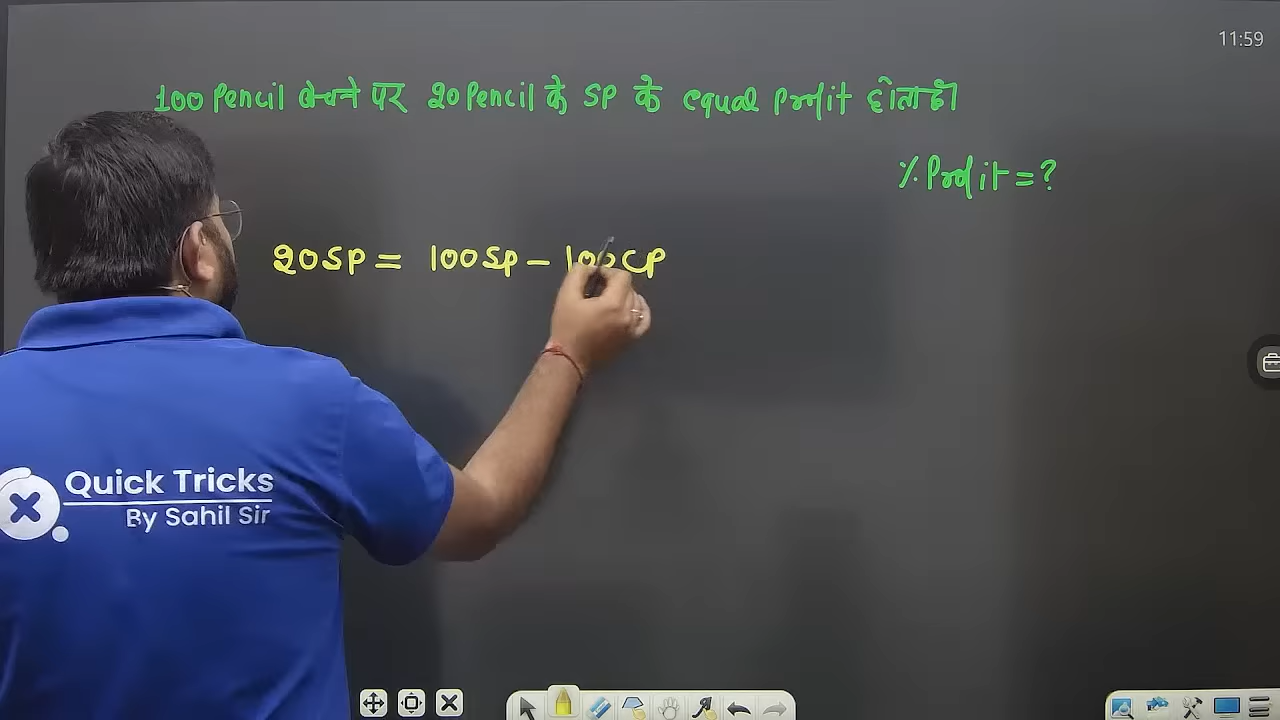 11:59
100 Pencil बेचने पर 20 Pencil के SP के equal Profit होता है।
% Profit = ?
20SP = 100SP - 100CP
Quick Tricks
By Sahil Sir